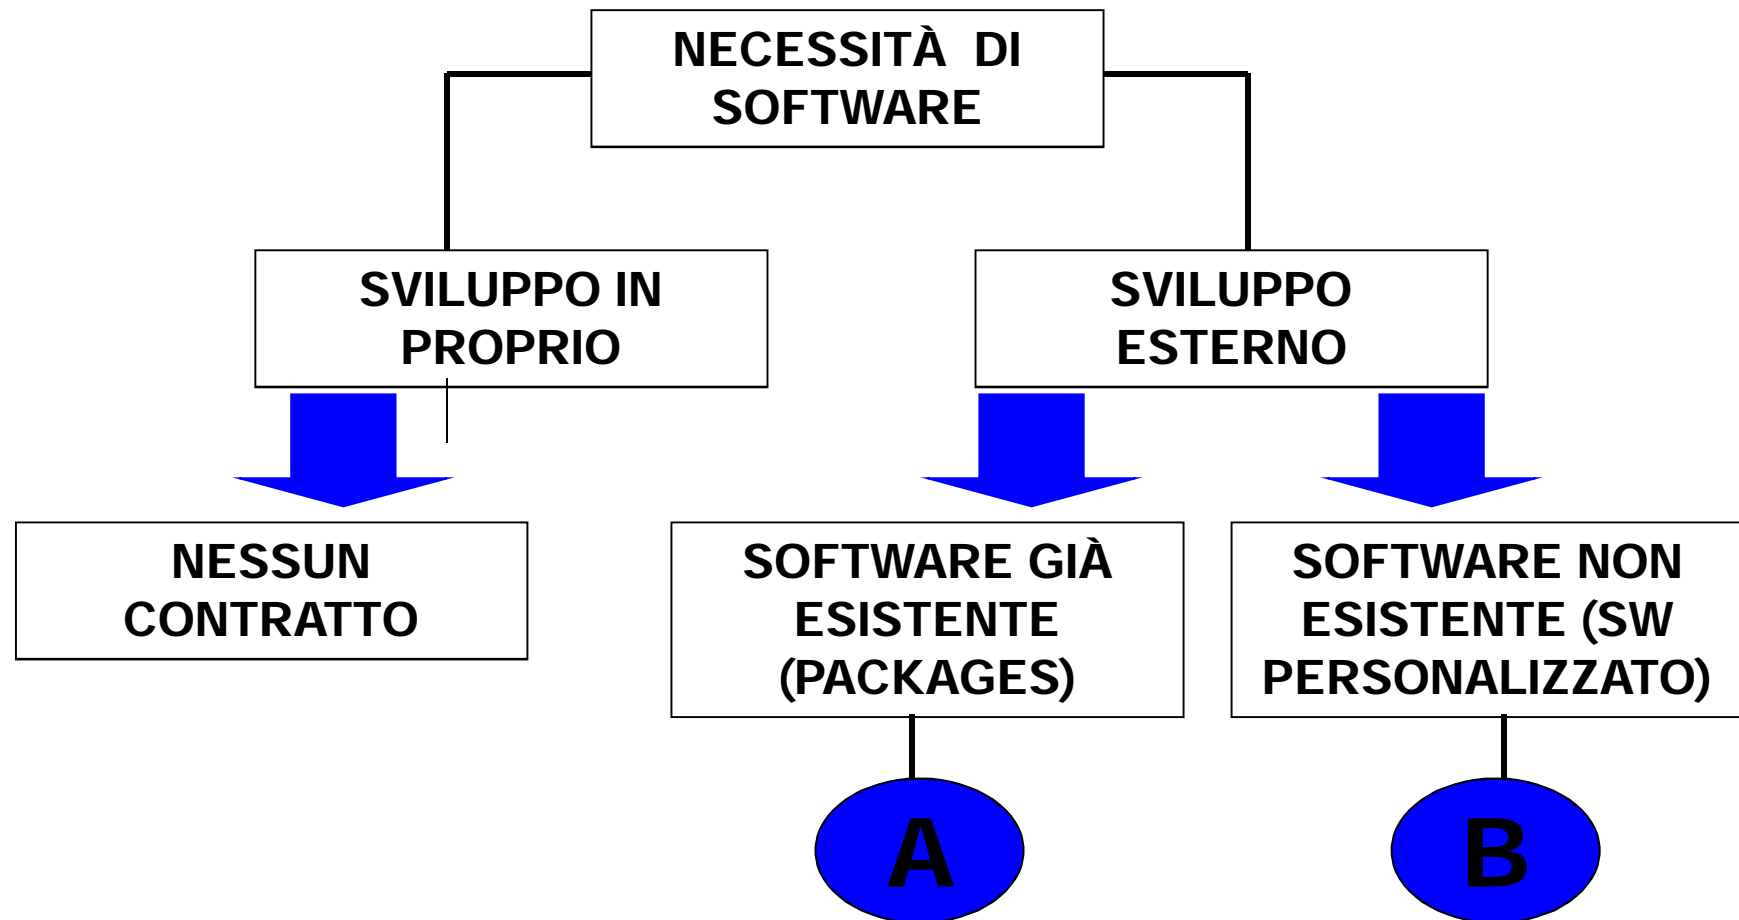 NECESSITÀ DI
SOFTWARE
SVILUPPO IN
PROPRIO
SVILUPPO
ESTERNO
NESSUN
CONTRATTO
SOFTWARE GIÀ
ESISTENTE
(PACKAGES)
SOFTWARE NON
ESISTENTE (SW
PERSONALIZZATO)
A
B